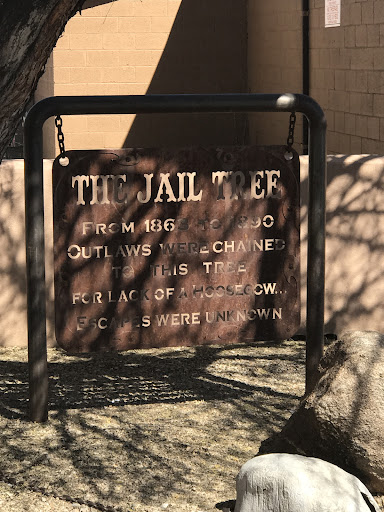 THE JAIL TREE
FROM 1863 TO 1890
OUTLAWS WERE CHAINED
TO THIS TREE
FOR LACK OF A HOOSEGOW...
ESCAPES WERE UNKNOWN